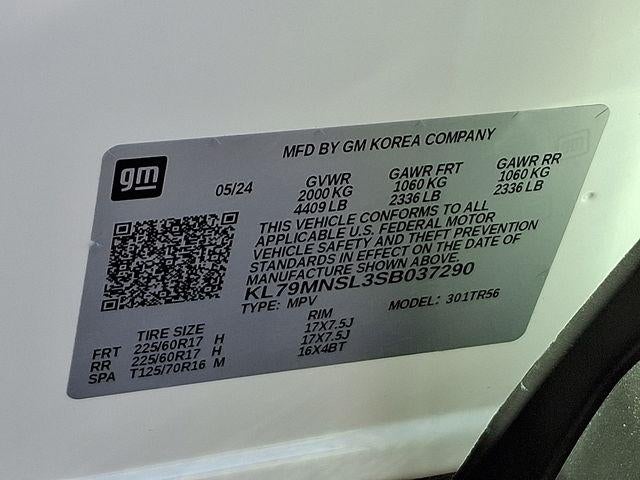 MFD BY GM KOREA COMPANY
gm
05/24
GVWR GAWR FRT GAWR RR
2000 KG 1060 KG 1060 KG
4409 LB 2336 LB 2336 LB
THIS VEHICLE CONFORMS TO ALL
APPLICABLE U.S. FEDERAL MOTOR
VEHICLE SAFETY AND THEFT PREVENTION
STANDARDS IN EFFECT ON THE DATE OF
MANUFACTURE SHOWN ABOVE.
KL79MNSL3SB037290
TYPE: MPV MODEL: 301TR56
TIRE SIZE RIM
FRT 225/60R17 H 17X7.5J
RR 225/60R17 H 17X7.5J
SPA T125/70R16 M 16X4BT